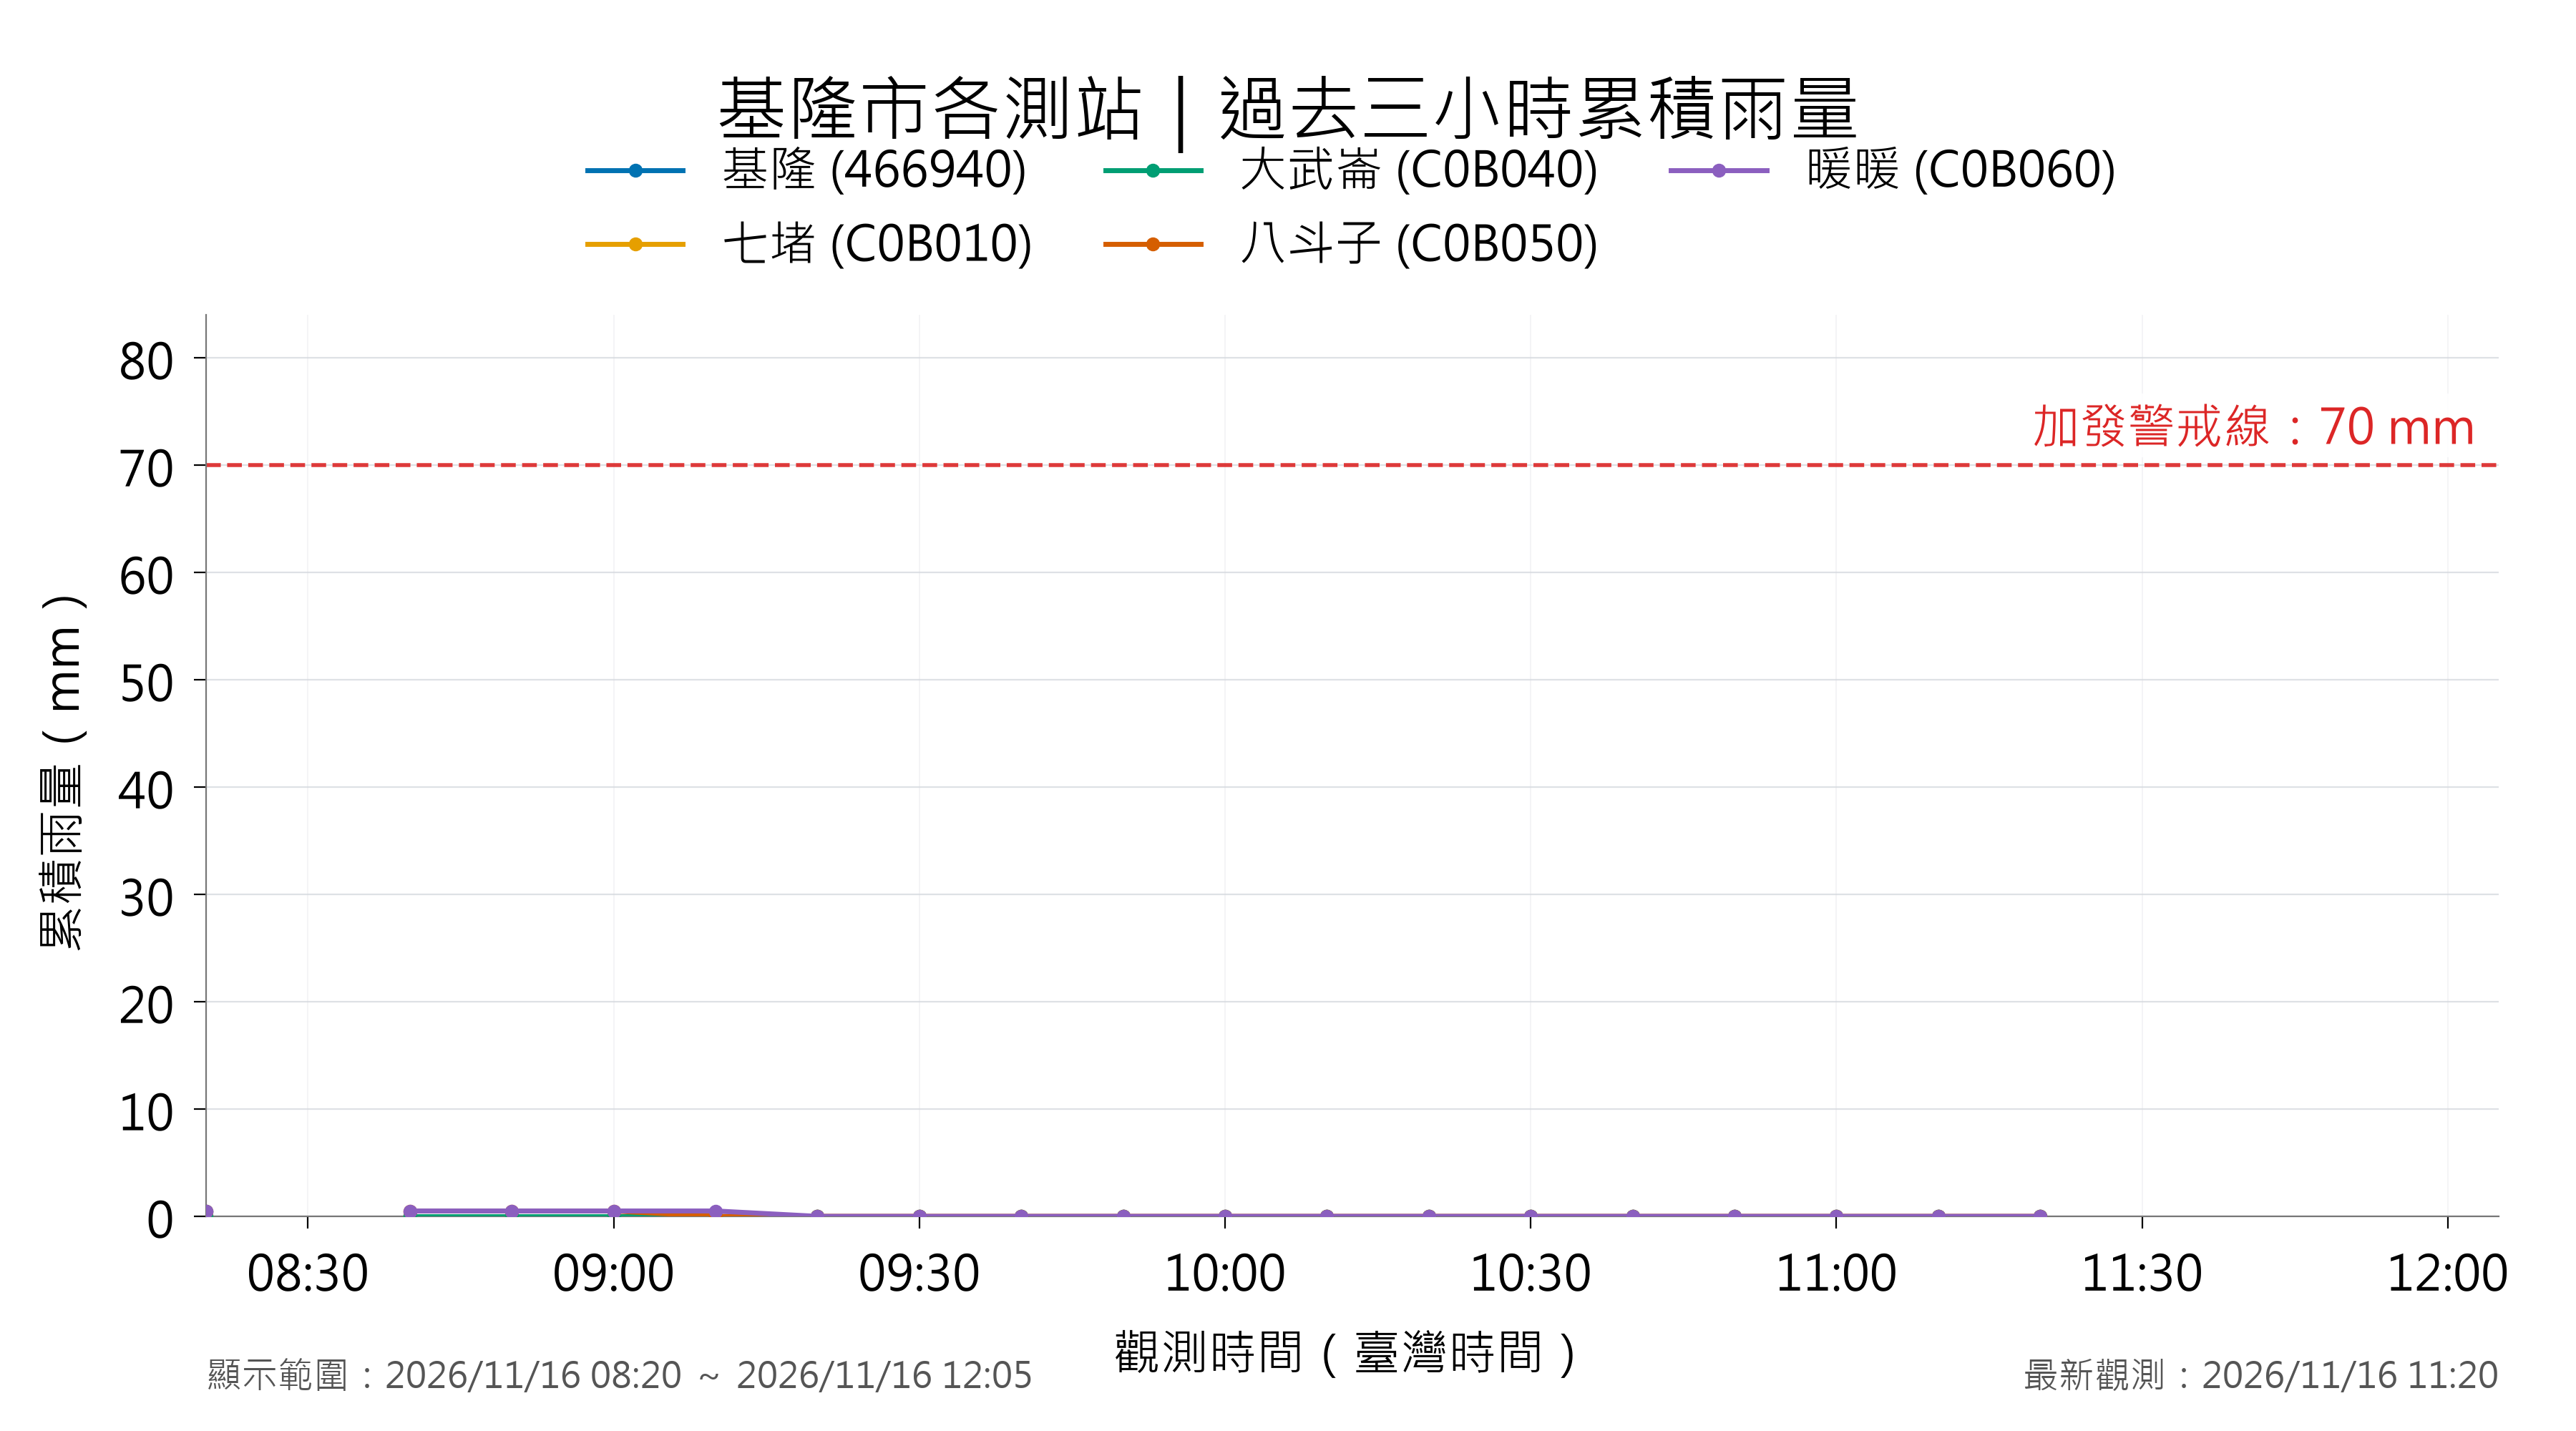 基隆市各測站｜過去三小時累積雨量
基隆 (466940)
大武崙 (C0B040)
暖暖 (C0B060)
七堵 (C0B010)
八斗子 (C0B050)
累積雨量（mm）
80
70
60
50
40
30
20
10
0
加發警戒線：70 mm
08:30
09:00
09:30
10:00
10:30
11:00
11:30
12:00
觀測時間（臺灣時間）
顯示範圍：2026/11/16 08:20 ~ 2026/11/16 12:05
最新觀測：2026/11/16 11:20